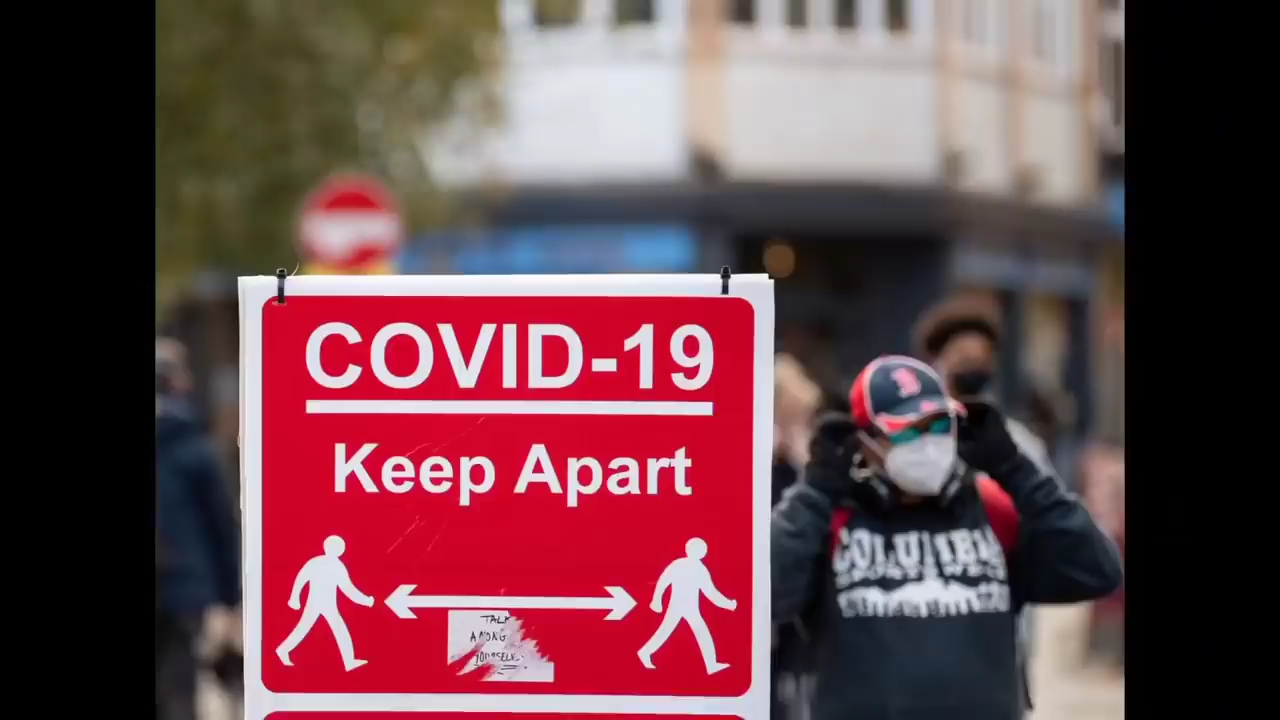 COVID-19
Keep Apart
B
COLUMBIA
TALK
AMONG
YOURSELF